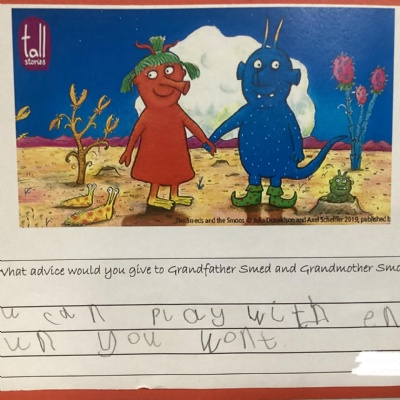 tall
stories
The Smeds and the Smoos © Julia Donaldson and Axel Scheffler 2019, published b
What advice would you give to Grandfather Smed and Grandmother Smo
u can play with en
un you wont